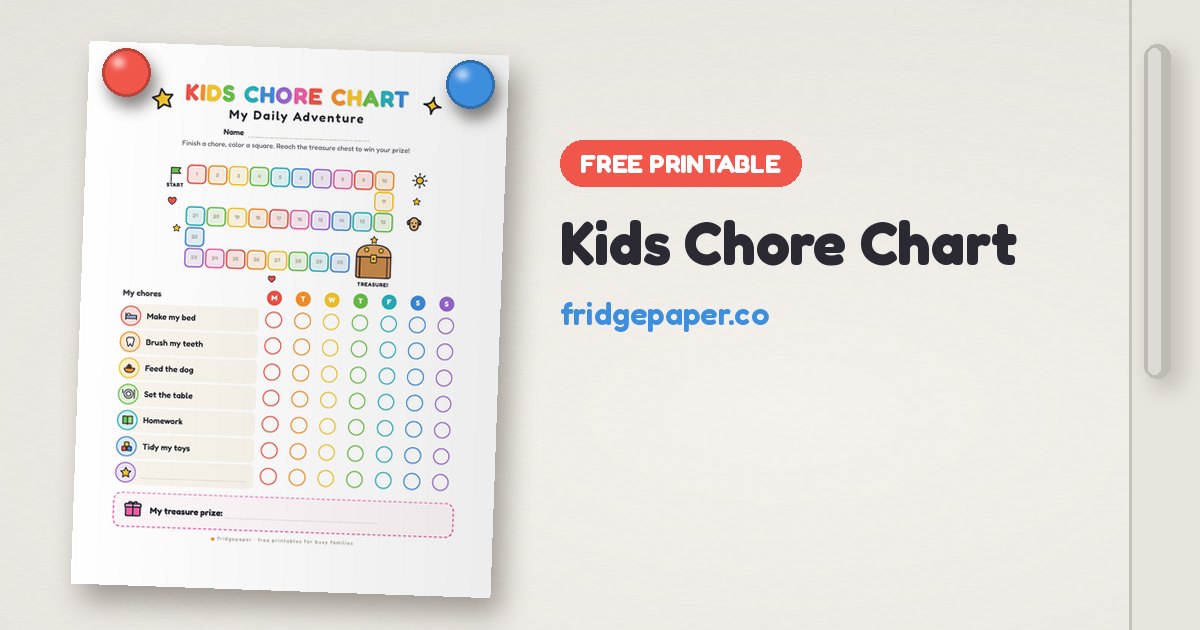 KIDS CHORE CHART
My Daily Adventure
Name
Finish a chore, color a square. Reach the treasure chest to win your prize!
START
1 2 3 4 5 6 7 8 9 10
11
21 20 19 18 17 16 15 14 13 12
22
23 24 25 26 27 28 29 30
TREASURE!
My chores M T W T F S S
Make my bed
Brush my teeth
Feed the dog
Set the table
Homework
Tidy my toys
My treasure prize:
fridgepaper · free printables for busy families
FREE PRINTABLE
Kids Chore Chart
fridgepaper.co